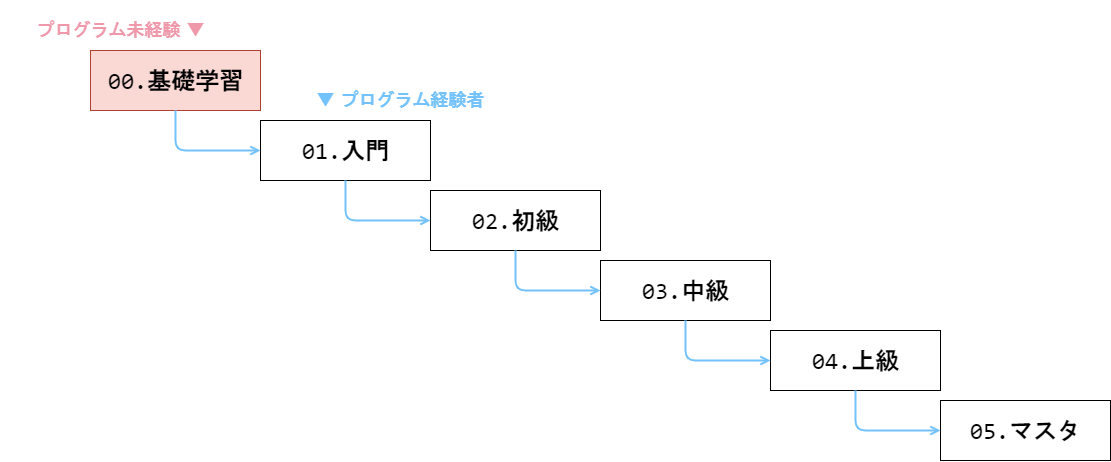 プログラム未経験 ▼
00.基礎学習
▼ プログラム経験者
01.入門
02.初級
03.中級
04.上級
05.マスタ